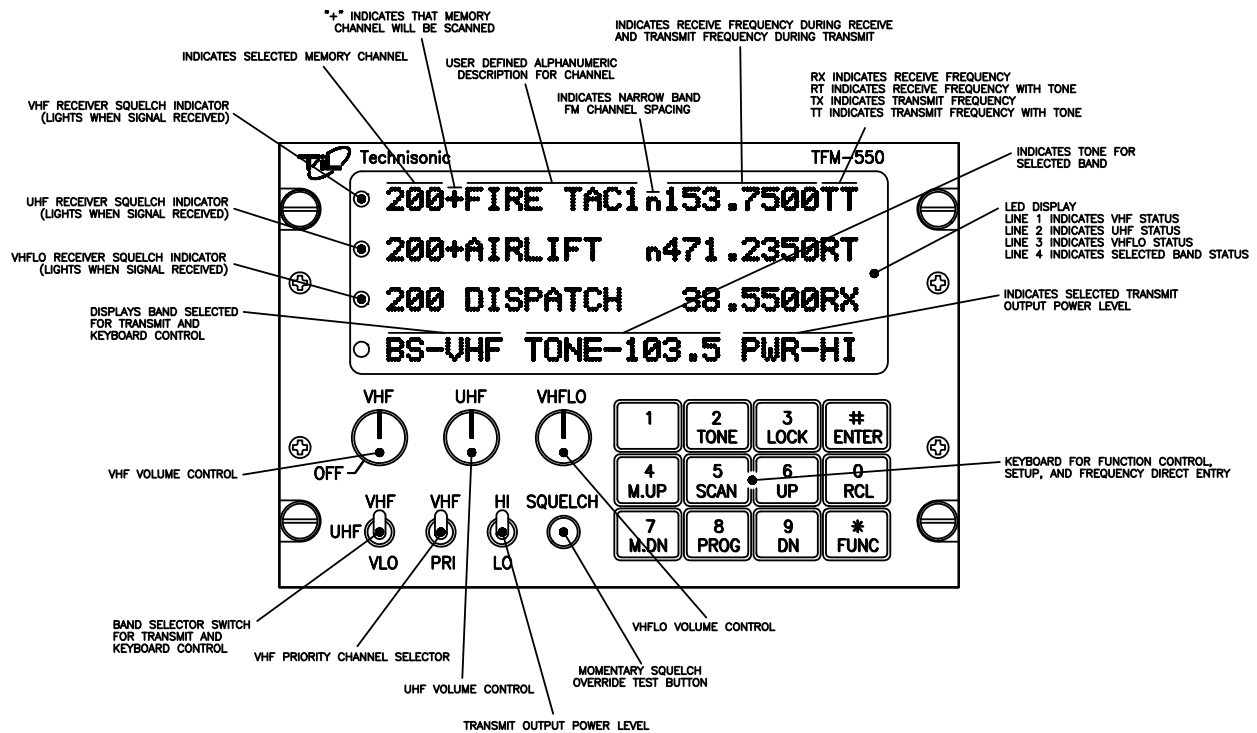 "+" INDICATES THAT MEMORY
CHANNEL WILL BE SCANNED
INDICATES RECEIVE FREQUENCY DURING RECEIVE
AND TRANSMIT FREQUENCY DURING TRANSMIT
INDICATES SELECTED MEMORY CHANNEL
USER DEFINED ALPHANUMERIC
DESCRIPTION FOR CHANNEL
RX INDICATES RECEIVE FREQUENCY
RT INDICATES RECEIVE FREQUENCY WITH TONE
TX INDICATES TRANSMIT FREQUENCY
TT INDICATES TRANSMIT FREQUENCY WITH TONE
INDICATES NARROW BAND
FM CHANNEL SPACING
VHF RECEIVER SQUELCH INDICATOR
(LIGHTS WHEN SIGNAL RECEIVED)
INDICATES TONE FOR
SELECTED BAND
Technisonic
TFM-550
200+FIRE TAC1n153.7500TT
UHF RECEIVER SQUELCH INDICATOR
(LIGHTS WHEN SIGNAL RECEIVED)
LED DISPLAY
LINE 1 INDICATES VHF STATUS
LINE 2 INDICATES UHF STATUS
LINE 3 INDICATES VHFLO STATUS
LINE 4 INDICATES SELECTED BAND STATUS
200+AIRLIFT n471.2350RT
VHFLO RECEIVER SQUELCH INDICATOR
(LIGHTS WHEN SIGNAL RECEIVED)
200 DISPATCH 38.5500RX
INDICATES SELECTED TRANSMIT
OUTPUT POWER LEVEL
DISPLAYS BAND SELECTED
FOR TRANSMIT AND
KEYBOARD CONTROL
BS-VHF TONE-103.5 PWR-HI
VHF
UHF
VHFLO
OFF
1
2
TONE
3
LOCK
#
ENTER
4
M.UP
5
SCAN
6
UP
0
RCL
7
M.DN
8
PROG
9
DN
*
FUNC
VHF VOLUME CONTROL
KEYBOARD FOR FUNCTION CONTROL,
SETUP, AND FREQUENCY DIRECT ENTRY
VHF
VHF
HI
SQUELCH
UHF
VLO
PRI
LO
BAND SELECTOR SWITCH
FOR TRANSMIT AND
KEYBOARD CONTROL
VHFLO VOLUME CONTROL
VHF PRIORITY CHANNEL SELECTOR
MOMENTARY SQUELCH
OVERRIDE TEST BUTTON
UHF VOLUME CONTROL
TRANSMIT OUTPUT POWER LEVEL